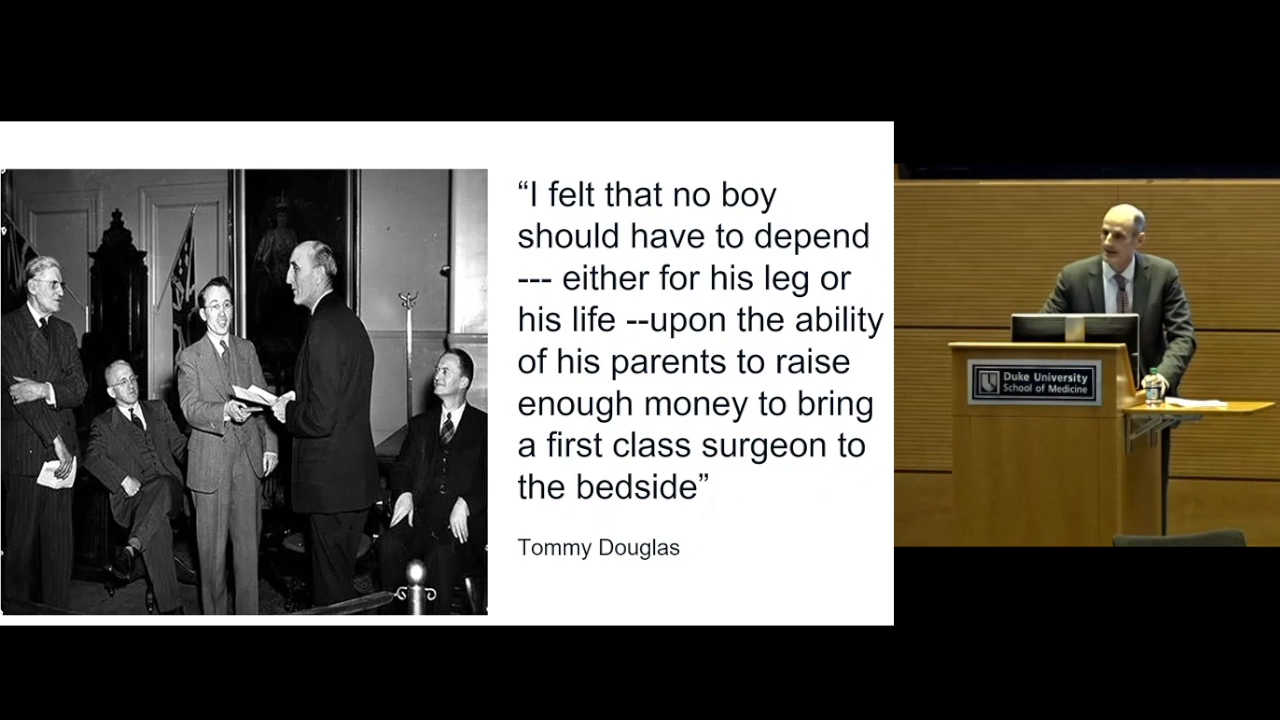 “I felt that no boy
should have to depend
--- either for his leg or
his life --upon the ability
of his parents to raise
enough money to bring
a first class surgeon to
the bedside”
Tommy Douglas
Duke University
School of Medicine